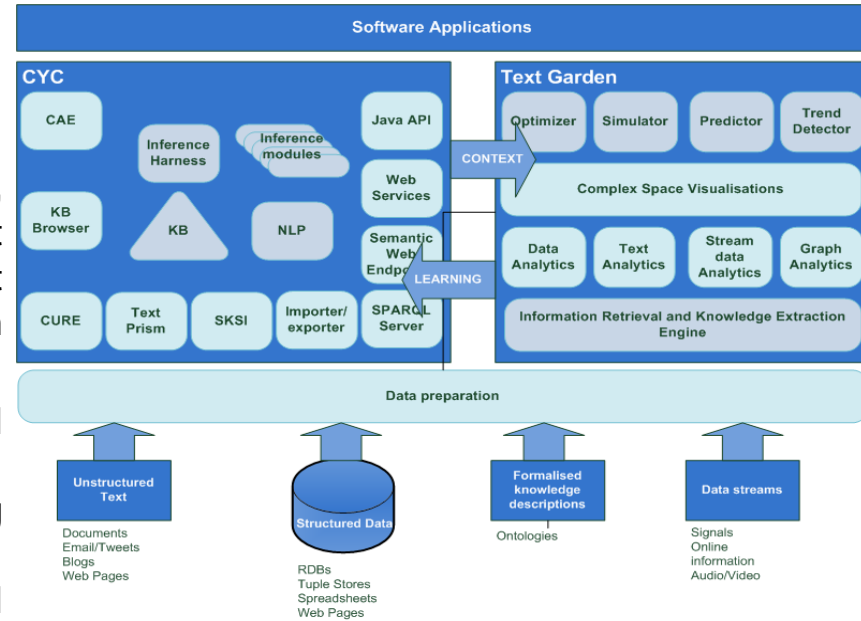 Software Applications
CYC
CAE
Inference
Harness
Inference
modules
Java API
Web
Services
KB
Browser
KB
NLP
Semantic
Web
CURE
Text
Prism
SKSI
Importer/
exporter
SPARQL
Server
CONTEXT
LEARNING
Text Garden
Optimizer
Simulator
Predictor
Trend
Detector
Complex Space Visualisations
Data
Analytics
Text
Analytics
Stream
data
Analytics
Graph
Analytics
Information Retrieval and Knowledge Extraction
Engine
Data preparation
Unstructured
Text
Documents
Email/Tweets
Blogs
Web Pages
Structured Data
RDBs
Tuple Stores
Spreadsheets
Web Pages
Formalised
knowledge
descriptions
Ontologies
Data streams
Signals
Online
information
Audio/Video